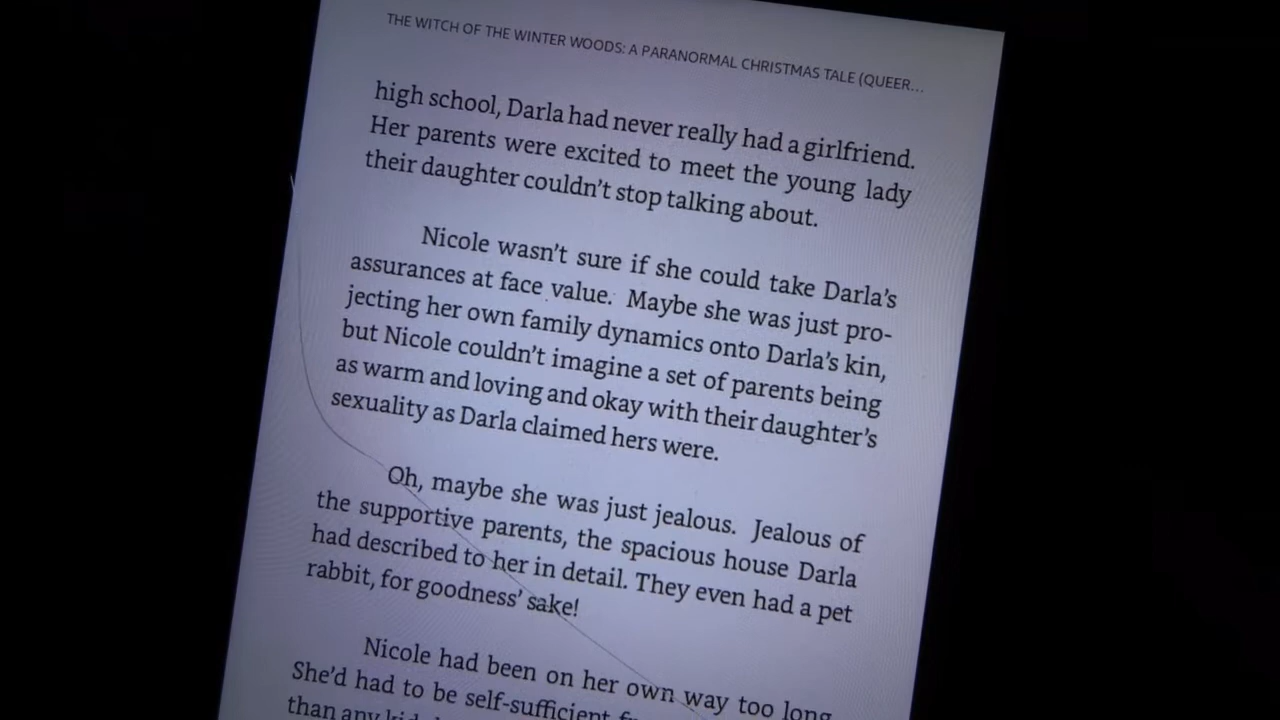 THE WITCH OF THE WINTER WOODS: A PARANORMAL CHRISTMAS TALE (QUEER...
high school, Darla had never really had a girlfriend.
Her parents were excited to meet the young lady
their daughter couldn't stop talking about.
Nicole wasn't sure if she could take Darla's
assurances at face value. Maybe she was just pro-
jecting her own family dynamics onto Darla's kin,
but Nicole couldn't imagine a set of parents being
as warm and loving and okay with their daughter's
sexuality as Darla claimed hers were.
Oh, maybe she was just jealous. Jealous of
the supportive parents, the spacious house Darla
had described to her in detail. They even had a pet
rabbit, for goodness' sake!
Nicole had been on her own way too long
She'd had to be self-sufficient
than any